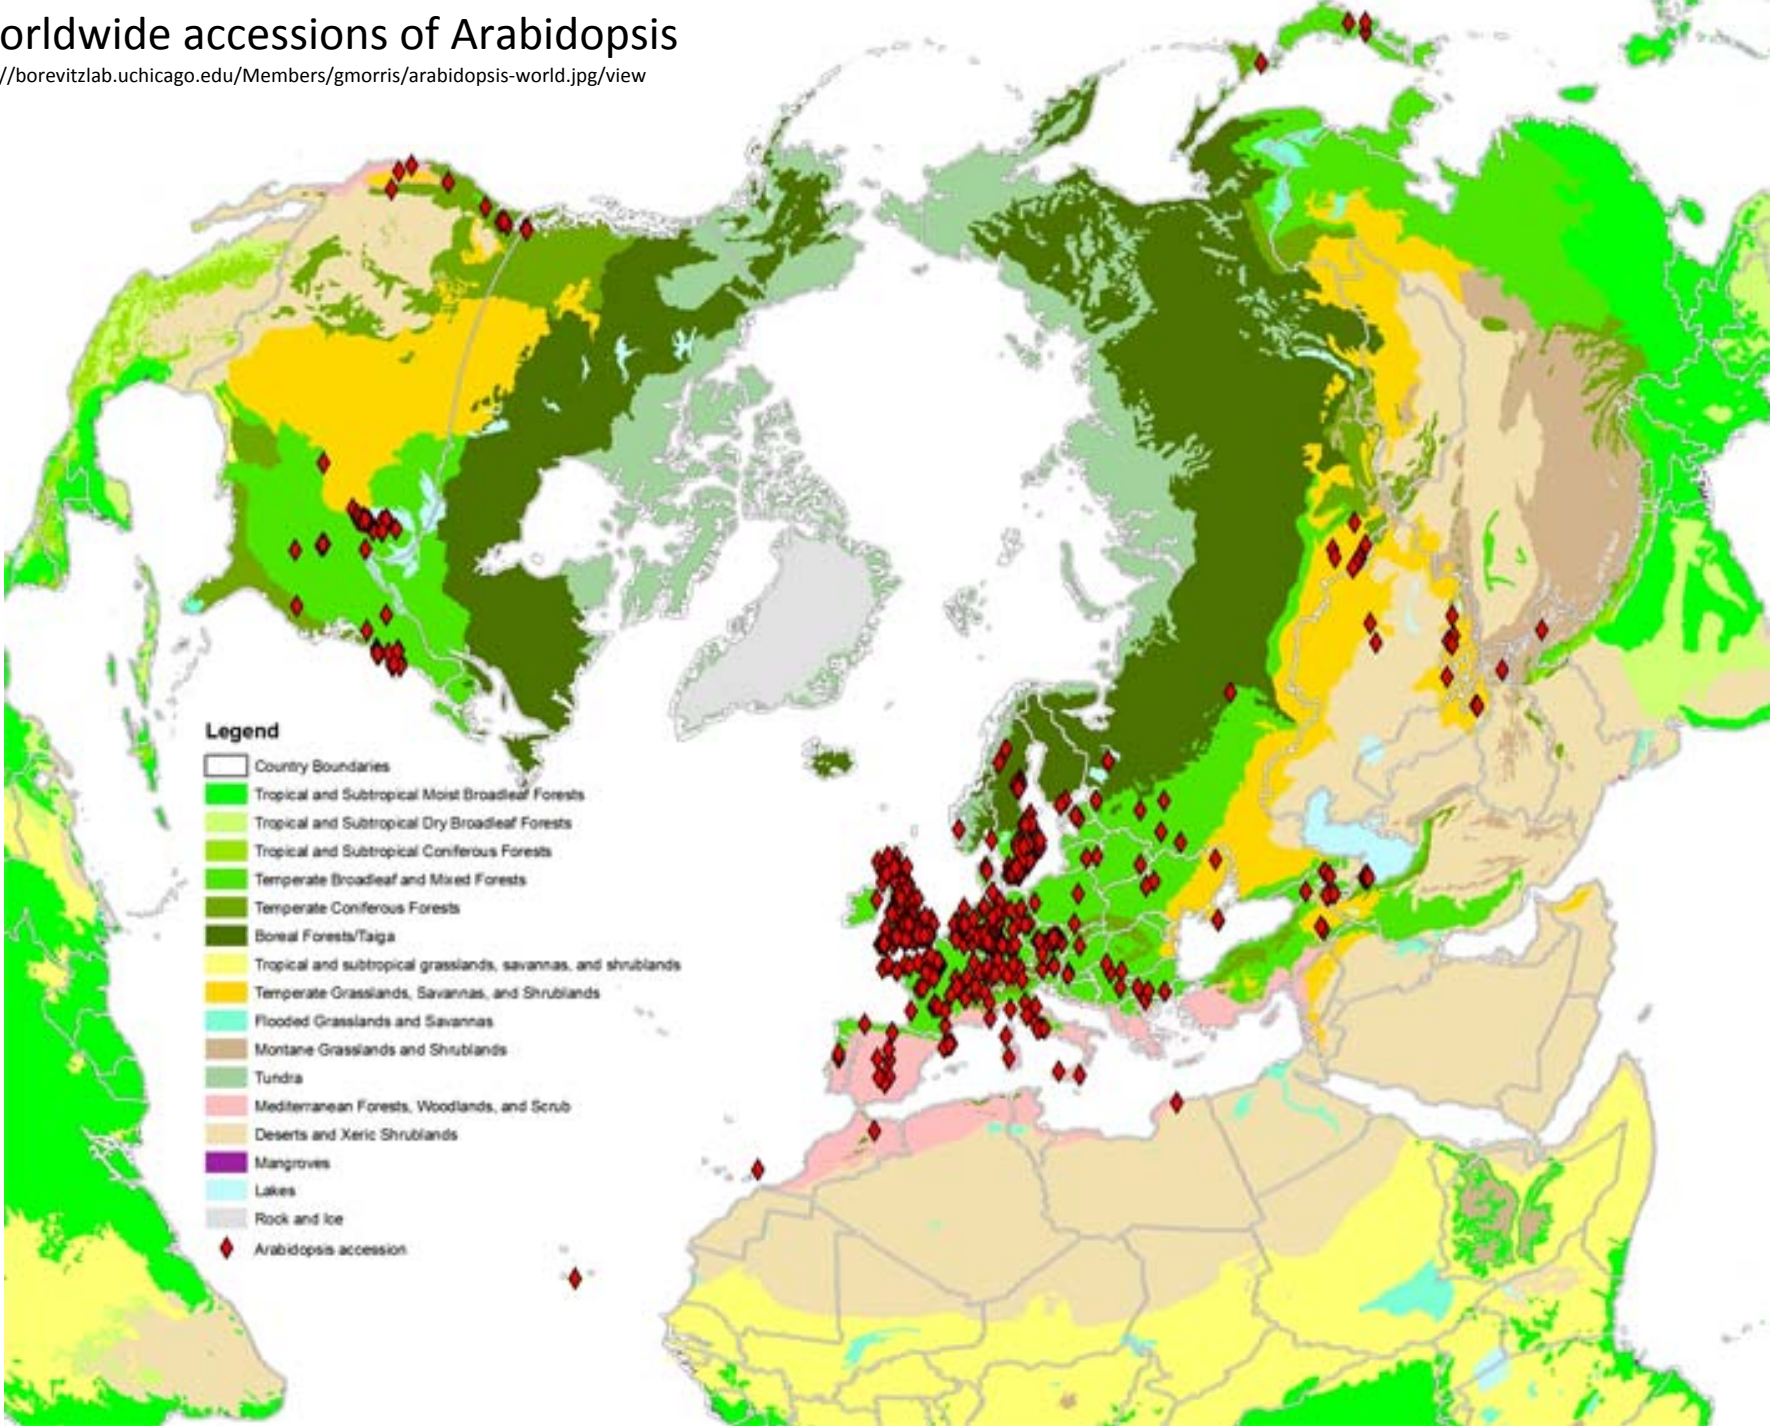 orldwide accessions of Arabidopsis
//borevitzlab.uchicago.edu/Members/gmorris/arabidopsis-world.jpg/view
Legend
Country Boundaries
Tropical and Subtropical Moist Broadleaf Forests
Tropical and Subtropical Dry Broadleaf Forests
Tropical and Subtropical Coniferous Forests
Temperate Broadleaf and Mixed Forests
Temperate Coniferous Forests
Boreal Forests/Taiga
Tropical and subtropical grasslands, savannas, and shrublands
Temperate Grasslands, Savannas, and Shrublands
Flooded Grasslands and Savannas
Montane Grasslands and Shrublands
Tundra
Mediterranean Forests, Woodlands, and Scrub
Deserts and Xeric Shrublands
Mangroves
Lakes
Rock and Ice
Arabidopsis accession